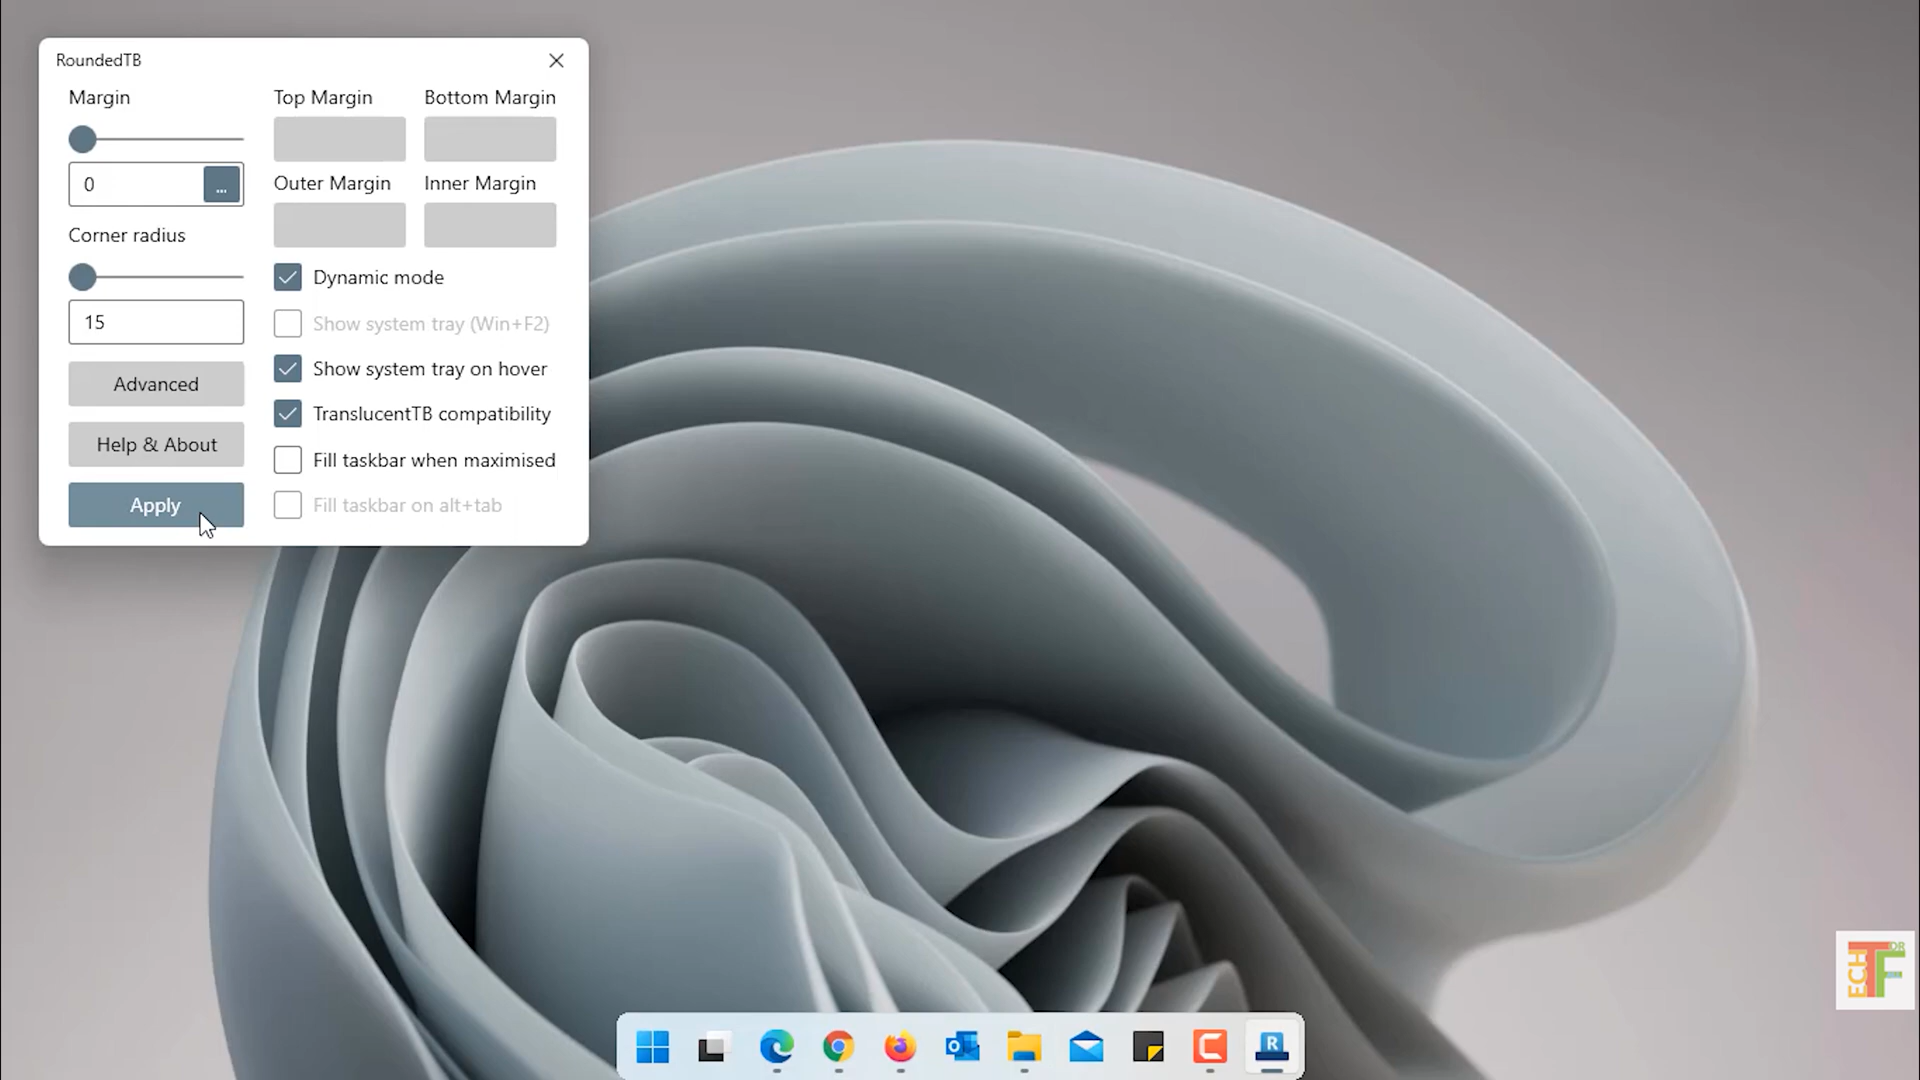 RoundedTB
Margin
Top Margin
Bottom Margin
0
...
Outer Margin
Inner Margin
Corner radius
Dynamic mode
15
Show system tray (Win+F2)
Show system tray on hover
Advanced
TranslucentTB compatibility
Help & About
Fill taskbar when maximised
Apply
Fill taskbar on alt+tab
ECH T DR F
R